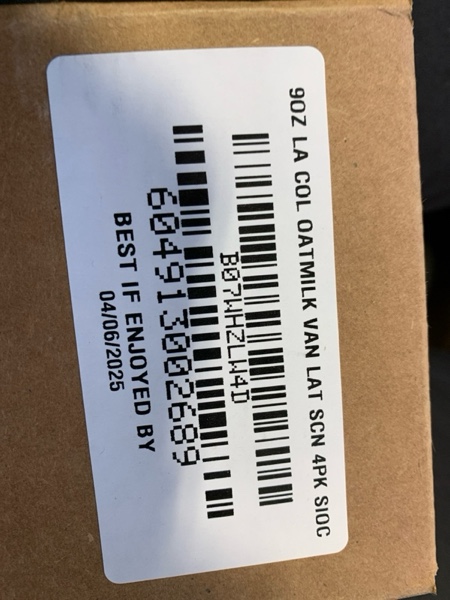 9OZ LA COL OATMILK VAN LAT SCN 4PK SIOC
B07WHZLW4D
604913002689
BEST IF ENJOYED BY
04/06/2025